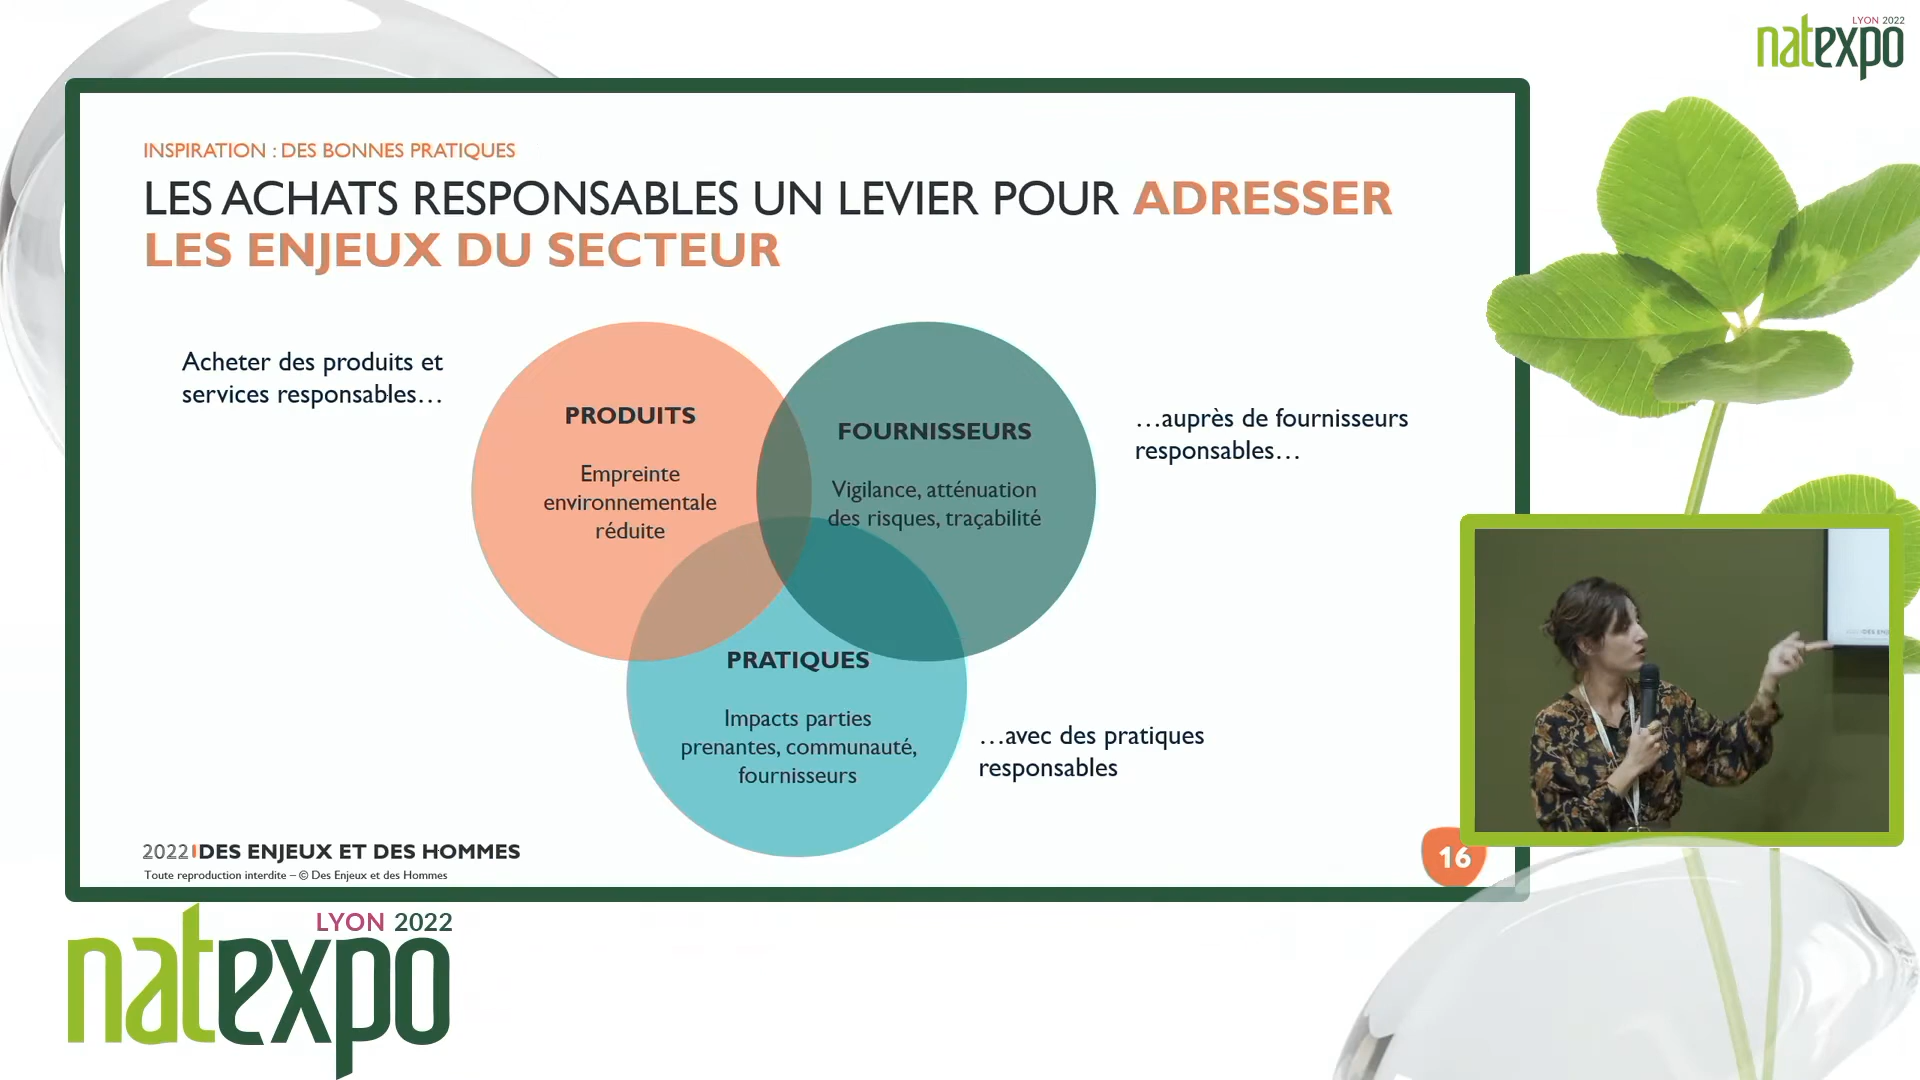 LYON 2022
natexpo
INSPIRATION : DES BONNES PRATIQUES
LES ACHATS RESPONSABLES UN LEVIER POUR ADRESSER
LES ENJEUX DU SECTEUR
Acheter des produits et
services responsables…
PRODUITS
Empreinte
environnementale
réduite
FOURNISSEURS
Vigilance, atténuation
des risques, traçabilité
…auprès de fournisseurs
responsables…
PRATIQUES
Impacts parties
prenantes, communauté,
fournisseurs
…avec des pratiques
responsables
2022 DES ENJEUX ET DES HOMMES
Toute reproduction interdite – © Des Enjeux et des Hommes
16
LYON 2022
natexpo